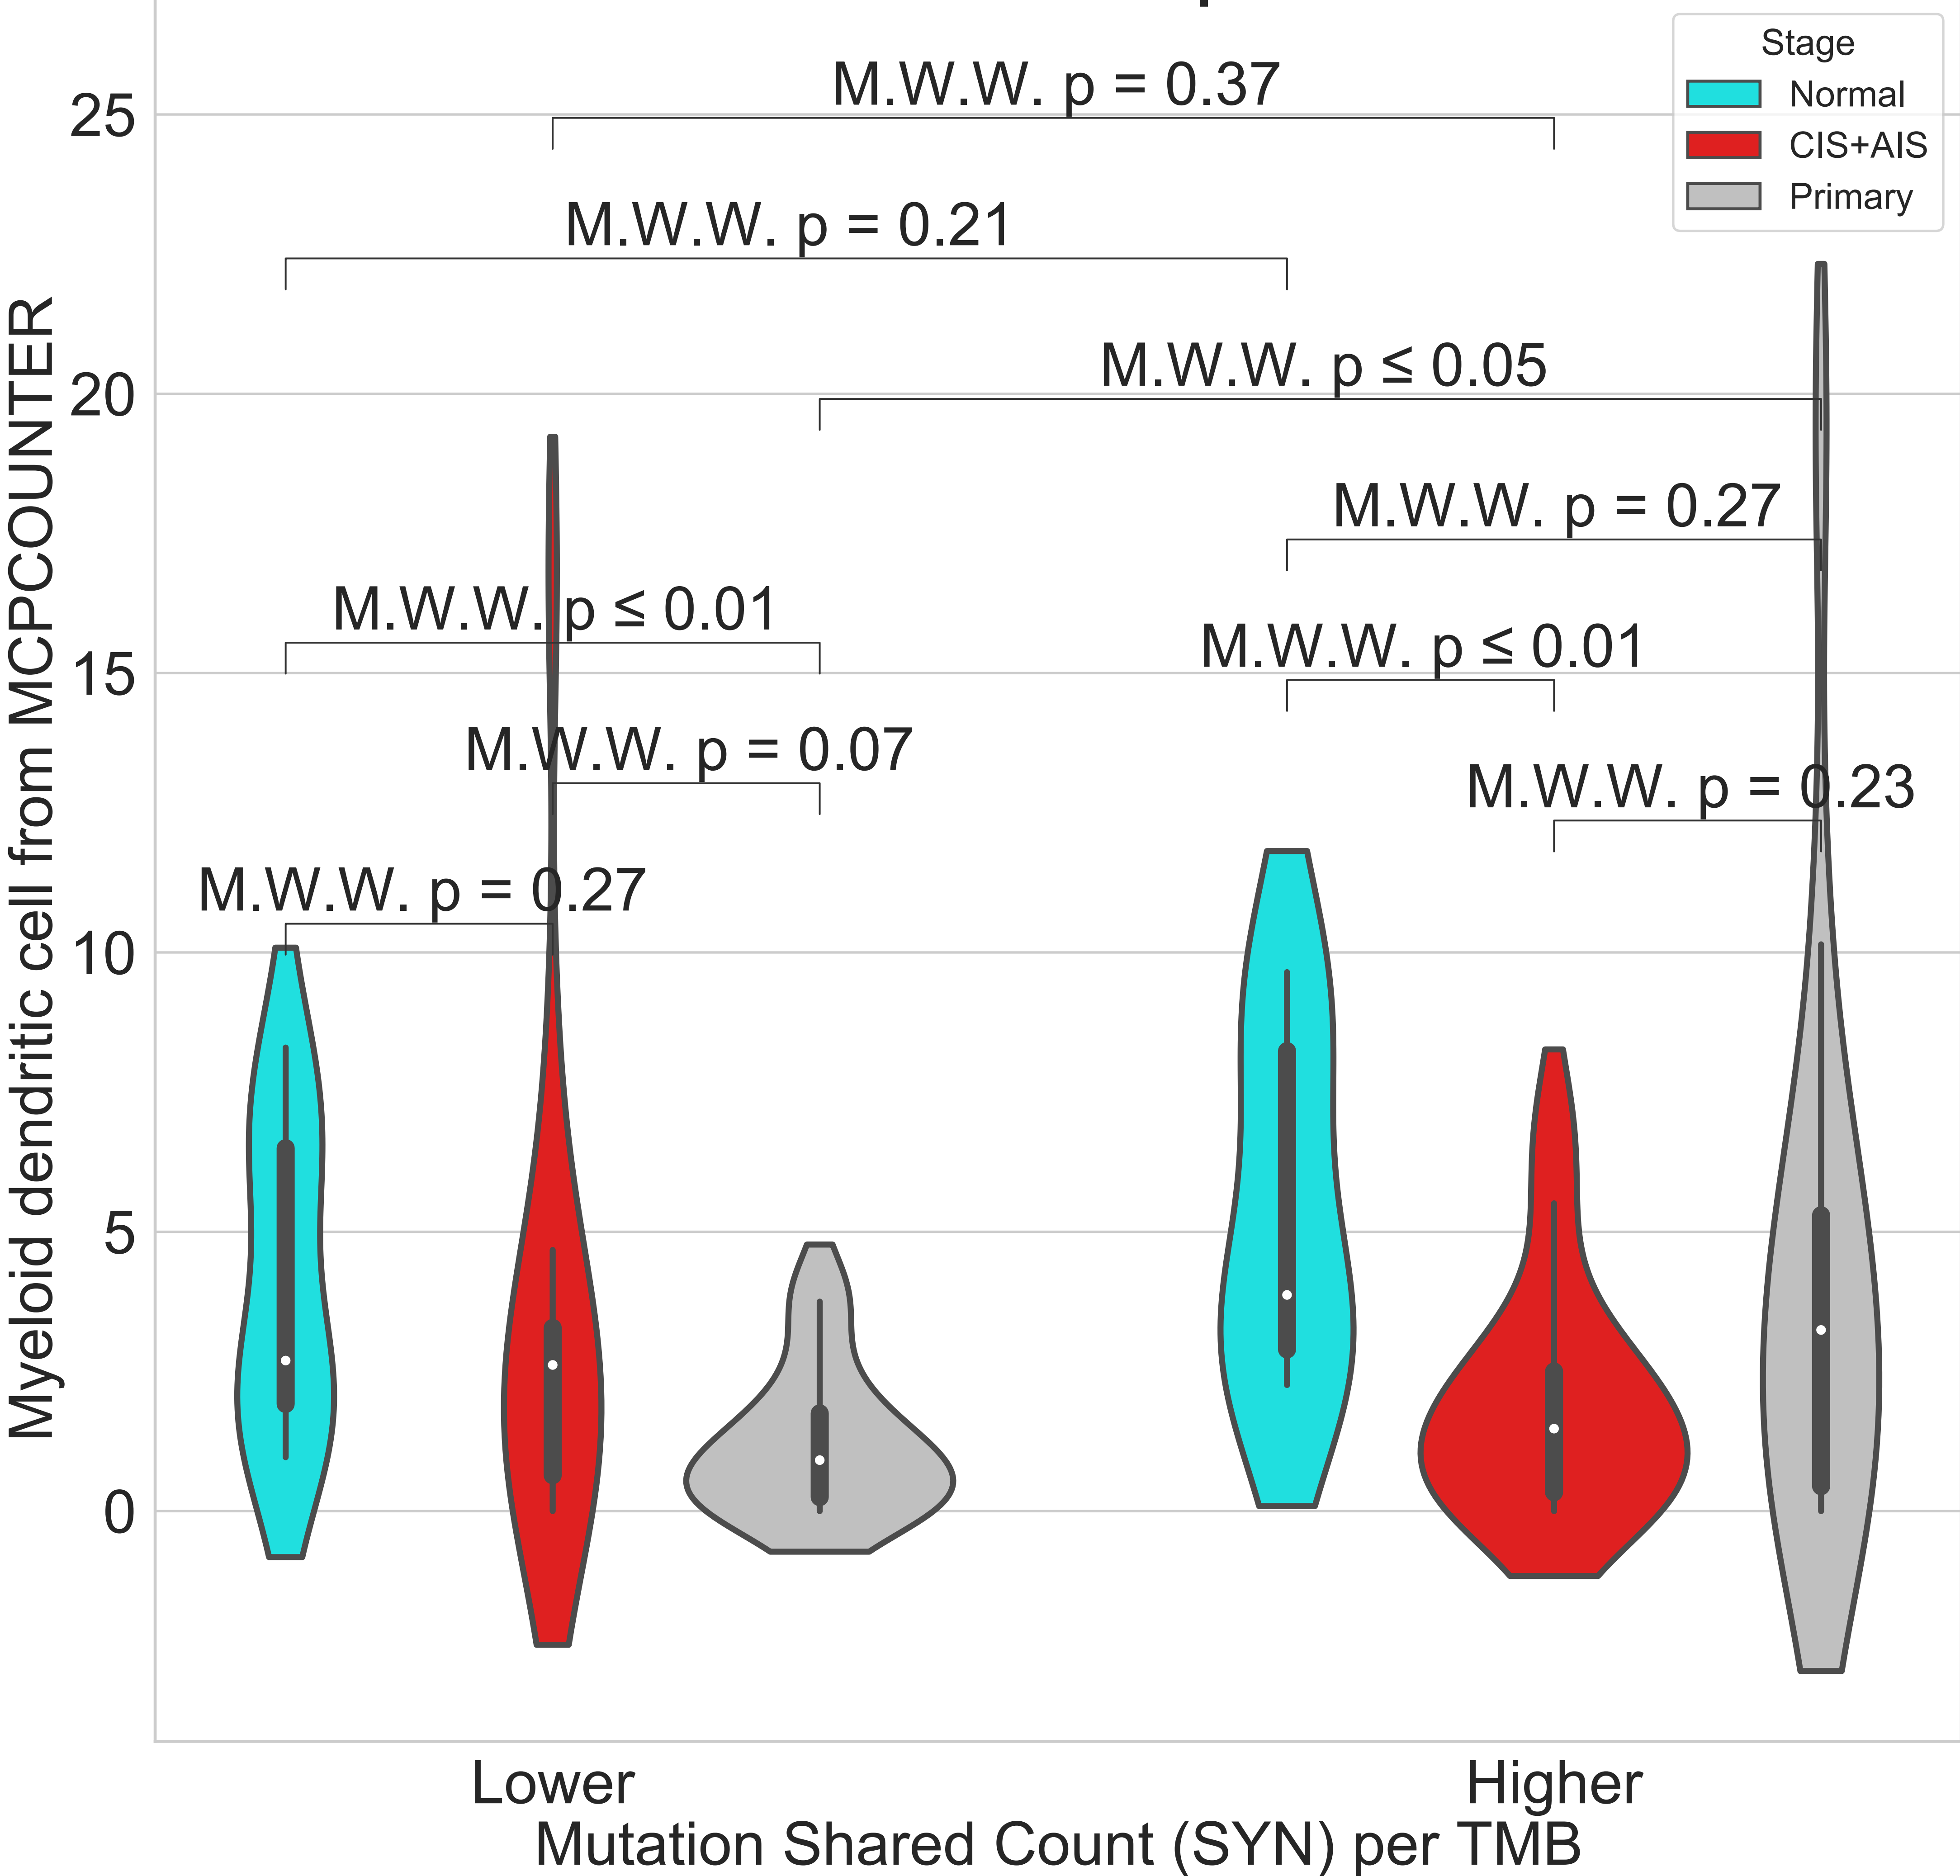 M.W.W. p = 0.37
M.W.W. p = 0.21
M.W.W. p ≤ 0.05
M.W.W. p = 0.27
M.W.W. p ≤ 0.01
M.W.W. p ≤ 0.01
M.W.W. p = 0.07
M.W.W. p = 0.23
M.W.W. p = 0.27
Stage
Normal
CIS+AIS
Primary
Myeloid dendritic cell from MCPCOUNTER
25
20
15
10
5
0
Lower
Higher
Mutation Shared Count (SYN) per TMB